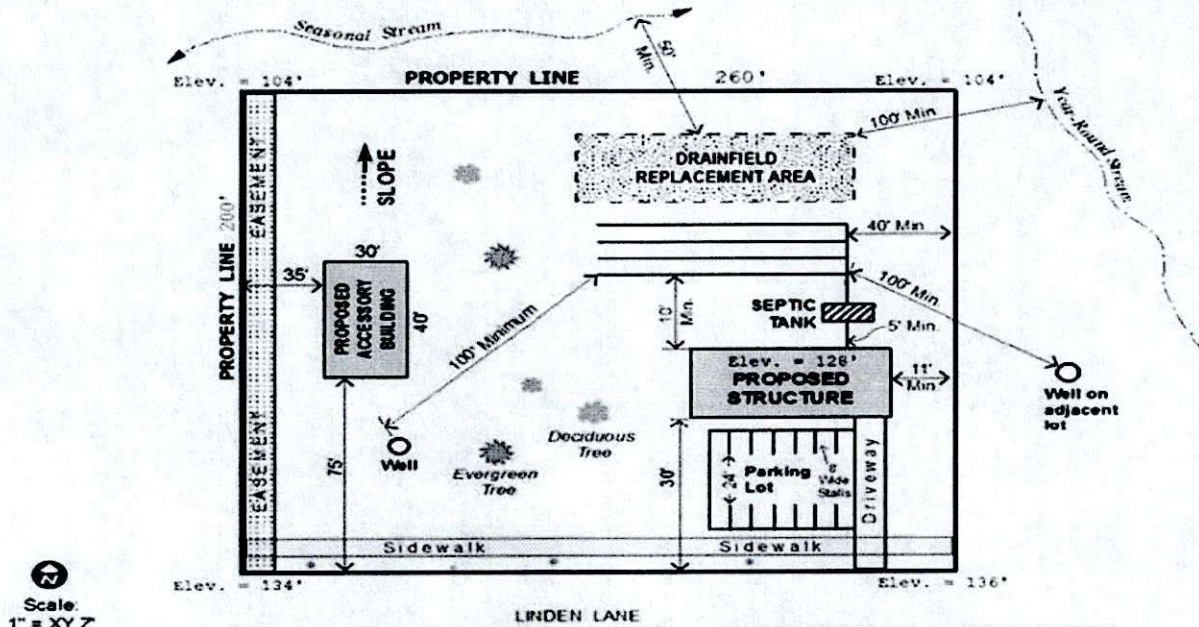 Seasonal Stream
50' Min.
Elev. = 104'
PROPERTY LINE
260'
Elev. = 104'
100' Min.
Year-Round stream
EASEMENT
SLOPE
DRAINFIELD
REPLACEMENT AREA
PROPERTY LINE 200'
35'
30'
40' Min.
PROPOSED
ACCESSORY
BUILDING
40'
100' Minimum
10'
Min.
SEPTIC
TANK
100' Min.
5' Min.
Elev. = 128'
PROPOSED
STRUCTURE
11'
Min.
Well on
adjacent
lot
EASEMENT
75'
Well
Deciduous
Tree
Evergreen
Tree
30'
24'
Parking
Lot
8'
Wide
Stalls
Driveway
Sidewalk
Sidewalk
Elev. = 134'
Elev. = 136'
N
Scale:
1" = XY Z'
LINDEN LANE